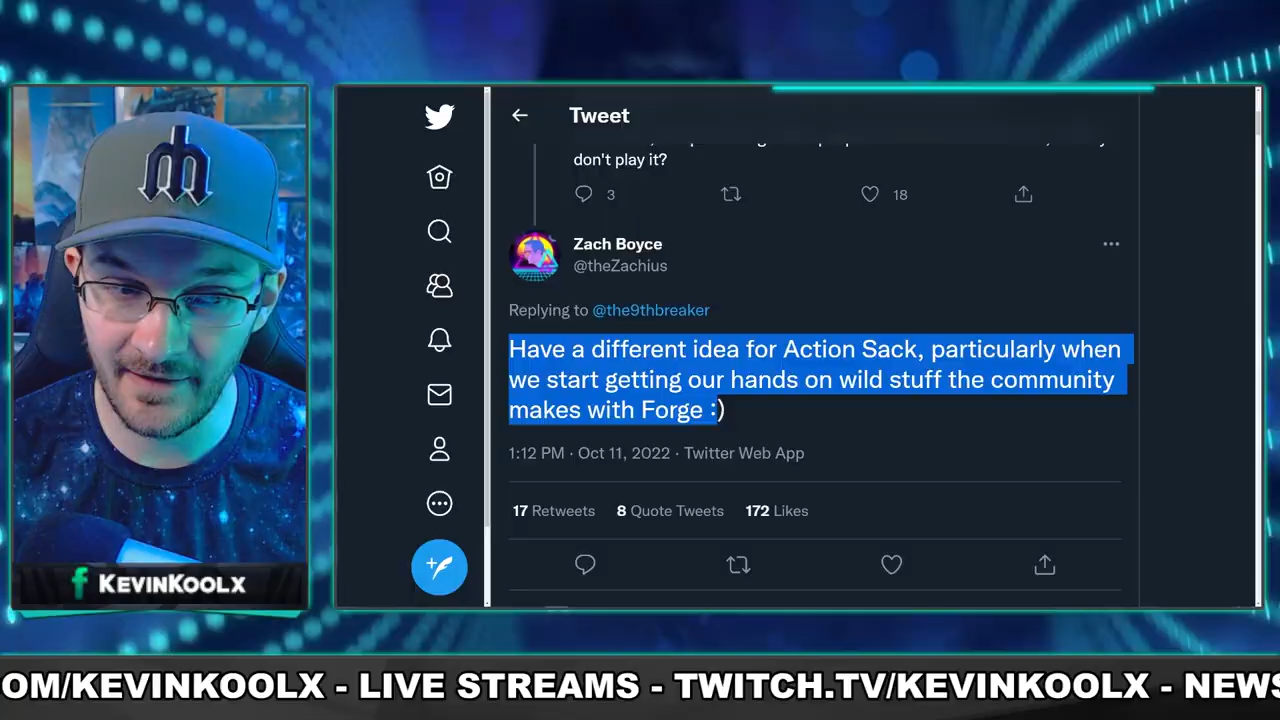 Tweet
don't play it?
3
18
Zach Boyce
@theZachius
Replying to @the9thbreaker
Have a different idea for Action Sack, particularly when
we start getting our hands on wild stuff the community
makes with Forge :)
1:12 PM · Oct 11, 2022 · Twitter Web App
17 Retweets 8 Quote Tweets 172 Likes
KEVINKOOLX
OM/KEVINKOOLX - LIVE STREAMS - TWITCH.TV/KEVINKOOLX - NEWS